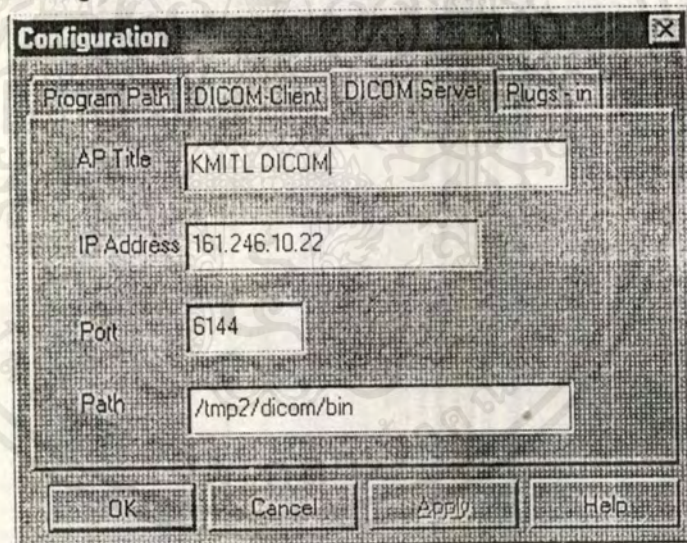 Configuration
Program Path DICOM-Client DICOM Server Plugs - in
AP Title KMITL DICOM
IP Address 161.246.10.22
Port 6144
Path /tmp2/dicom/bin
OK Cancel Apply Help